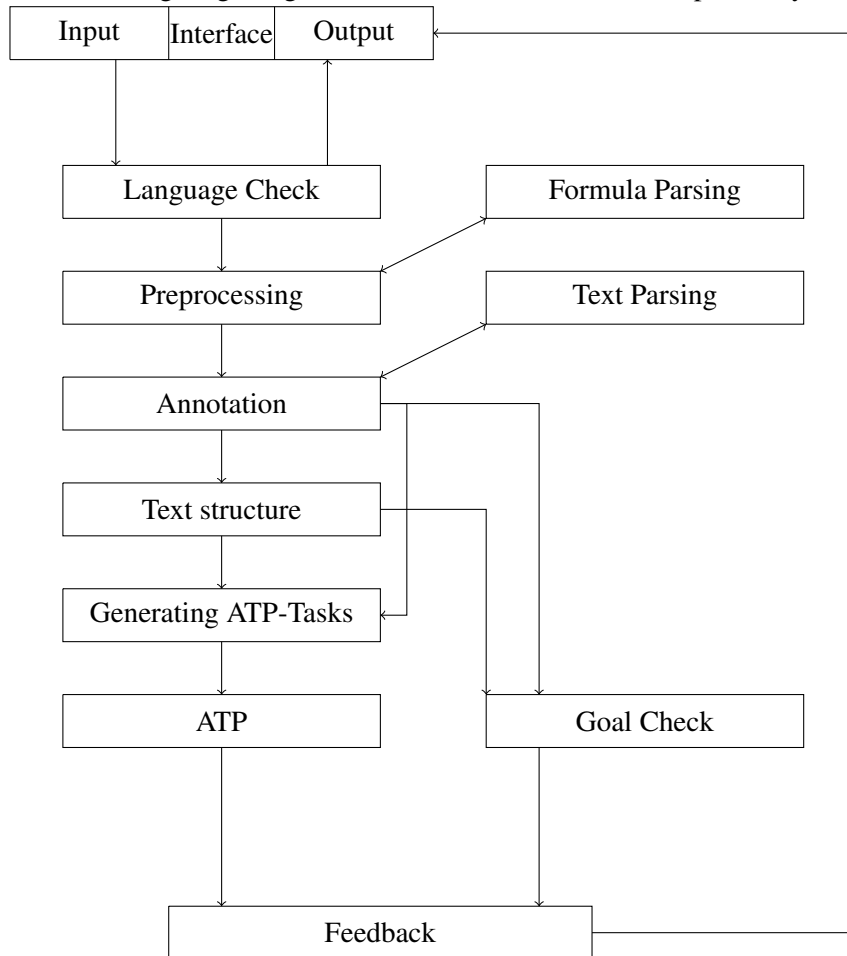 Input Interface Output
Language Check
Formula Parsing
Preprocessing
Text Parsing
Annotation
Text structure
Generating ATP-Tasks
ATP
Goal Check
Feedback